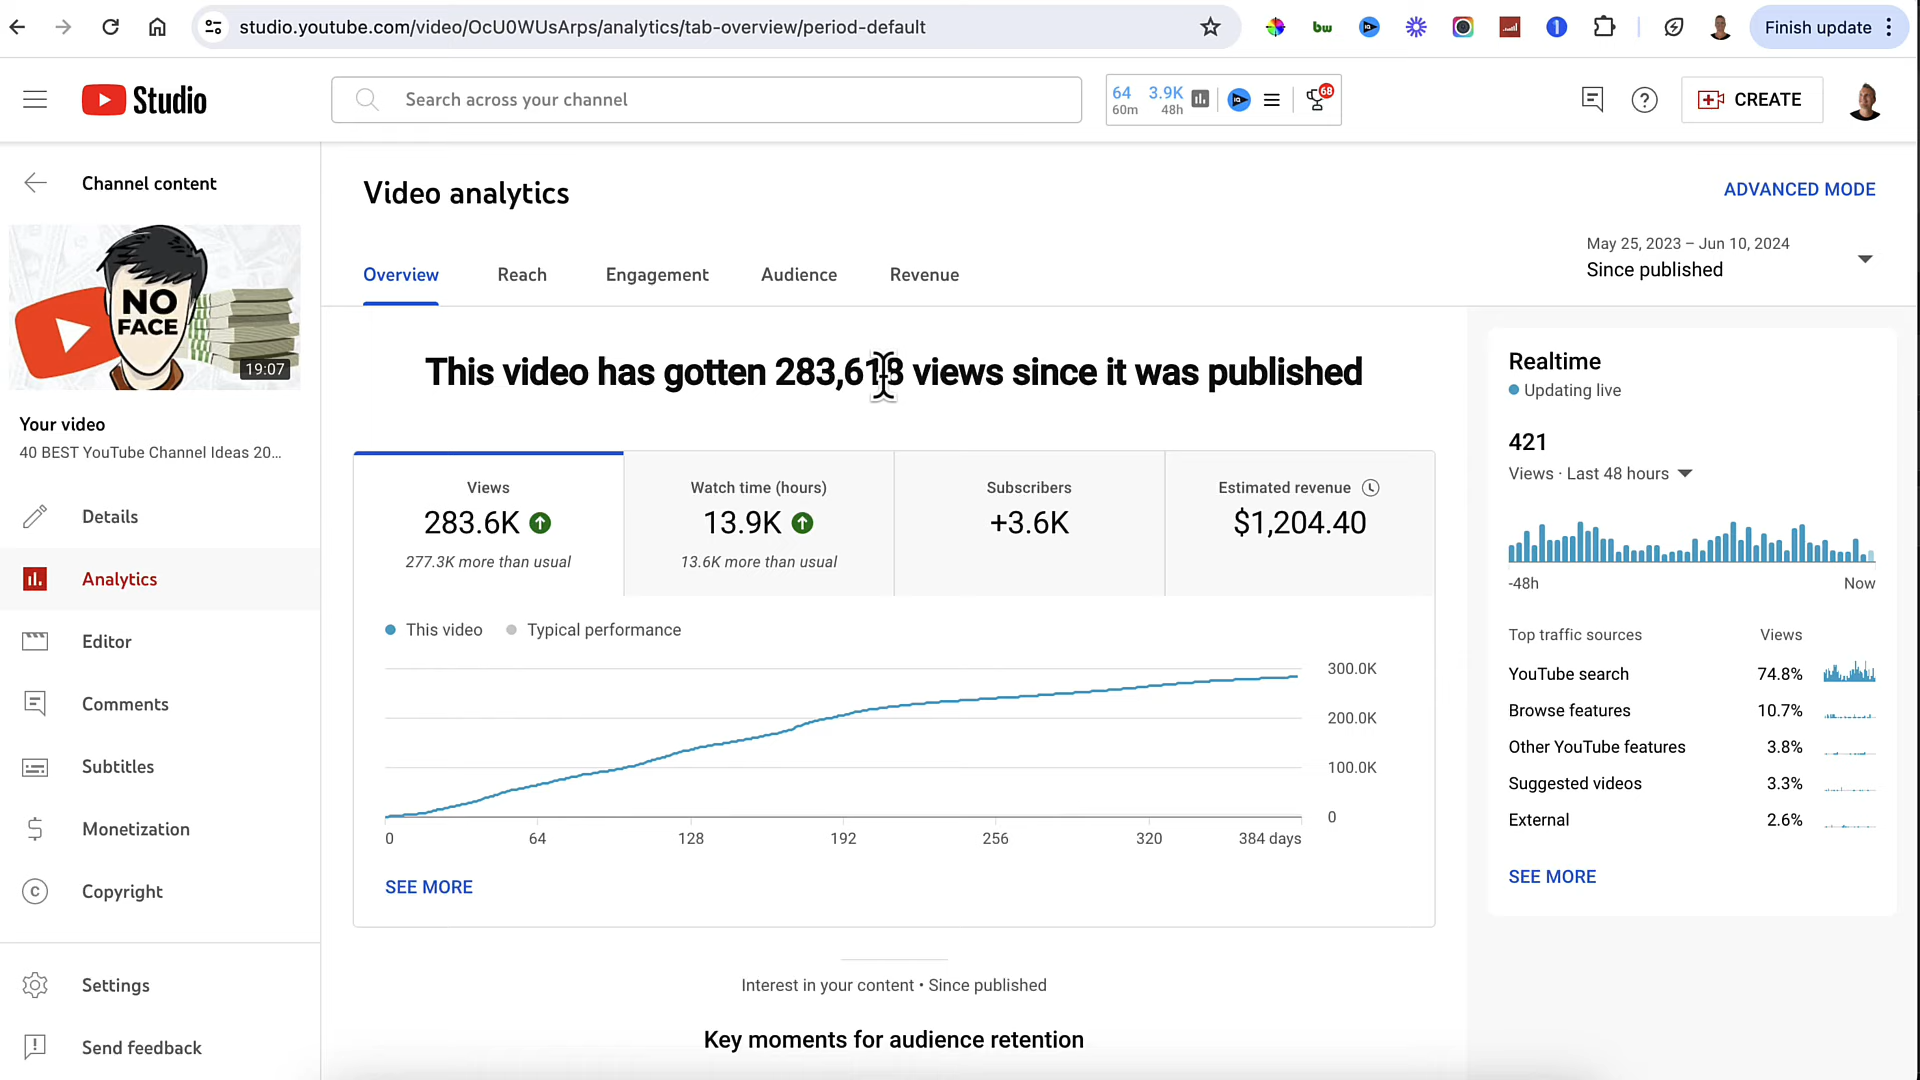 studio.youtube.com/video/OcU0WUsArps/analytics/tab-overview/period-default
bw
Finish update
Studio
Search across your channel
64
60m
3.9K
48h
68
CREATE
Channel content
NO
FACE
19:07
Your video
40 BEST YouTube Channel Ideas 20...
Details
Analytics
Editor
Comments
Subtitles
Monetization
Copyright
Settings
Send feedback
Video analytics
ADVANCED MODE
Overview
Reach
Engagement
Audience
Revenue
May 25, 2023 – Jun 10, 2024
Since published
This video has gotten 283,618 views since it was published
Views
283.6K
277.3K more than usual
Watch time (hours)
13.9K
13.6K more than usual
Subscribers
+3.6K
Estimated revenue
$1,204.40
This video
Typical performance
300.0K
200.0K
100.0K
0
0 64 128 192 256 320 384 days
SEE MORE
Interest in your content • Since published
Key moments for audience retention
Realtime
Updating live
421
Views · Last 48 hours
-48h
Now
Top traffic sources Views
YouTube search 74.8%
Browse features 10.7%
Other YouTube features 3.8%
Suggested videos 3.3%
External 2.6%
SEE MORE